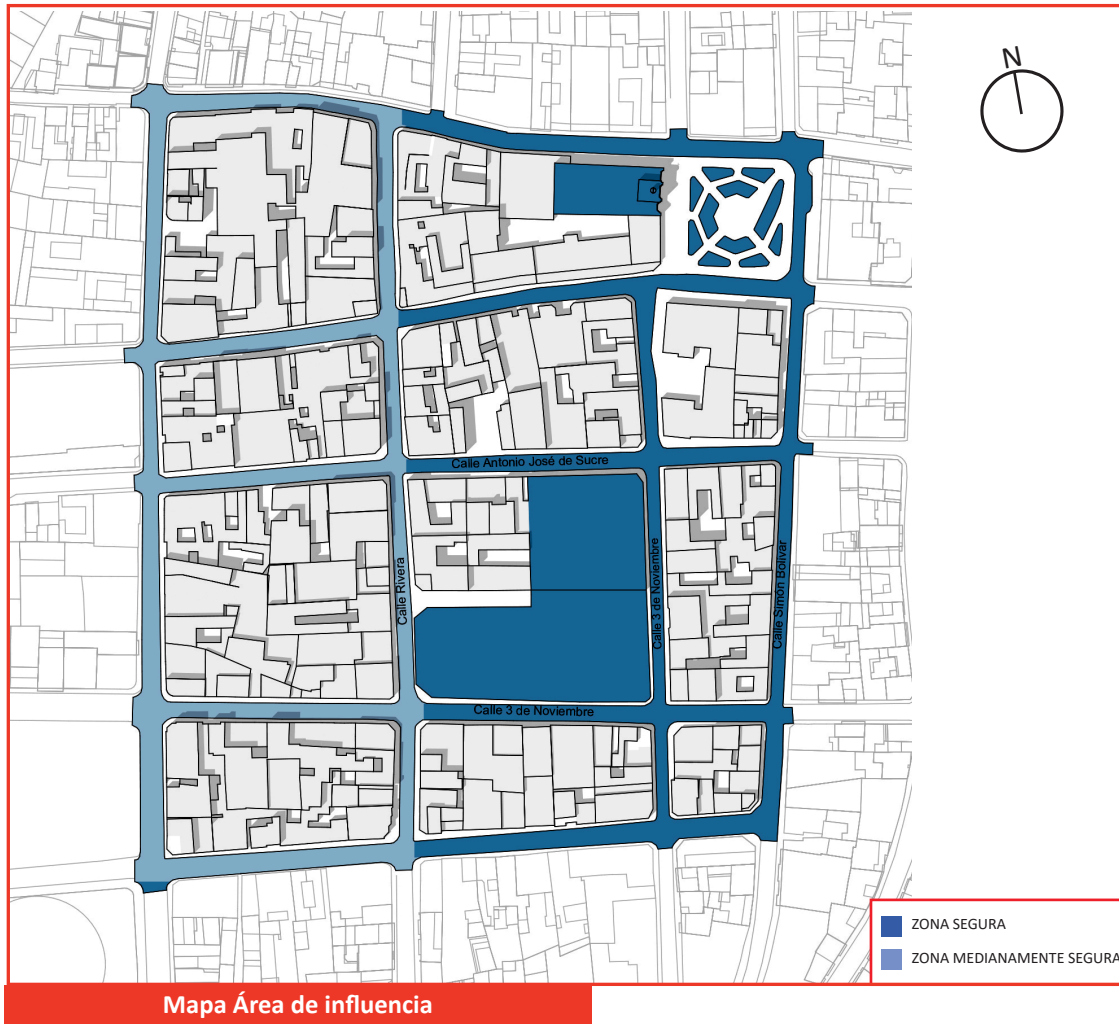 N
Calle Antonio José de Sucre
Calle Rivera
Calle 3 de Noviembre
Calle Simón Bolívar
Calle 3 de Noviembre
ZONA SEGURA
ZONA MEDIANAMENTE SEGURA
Mapa Área de influencia